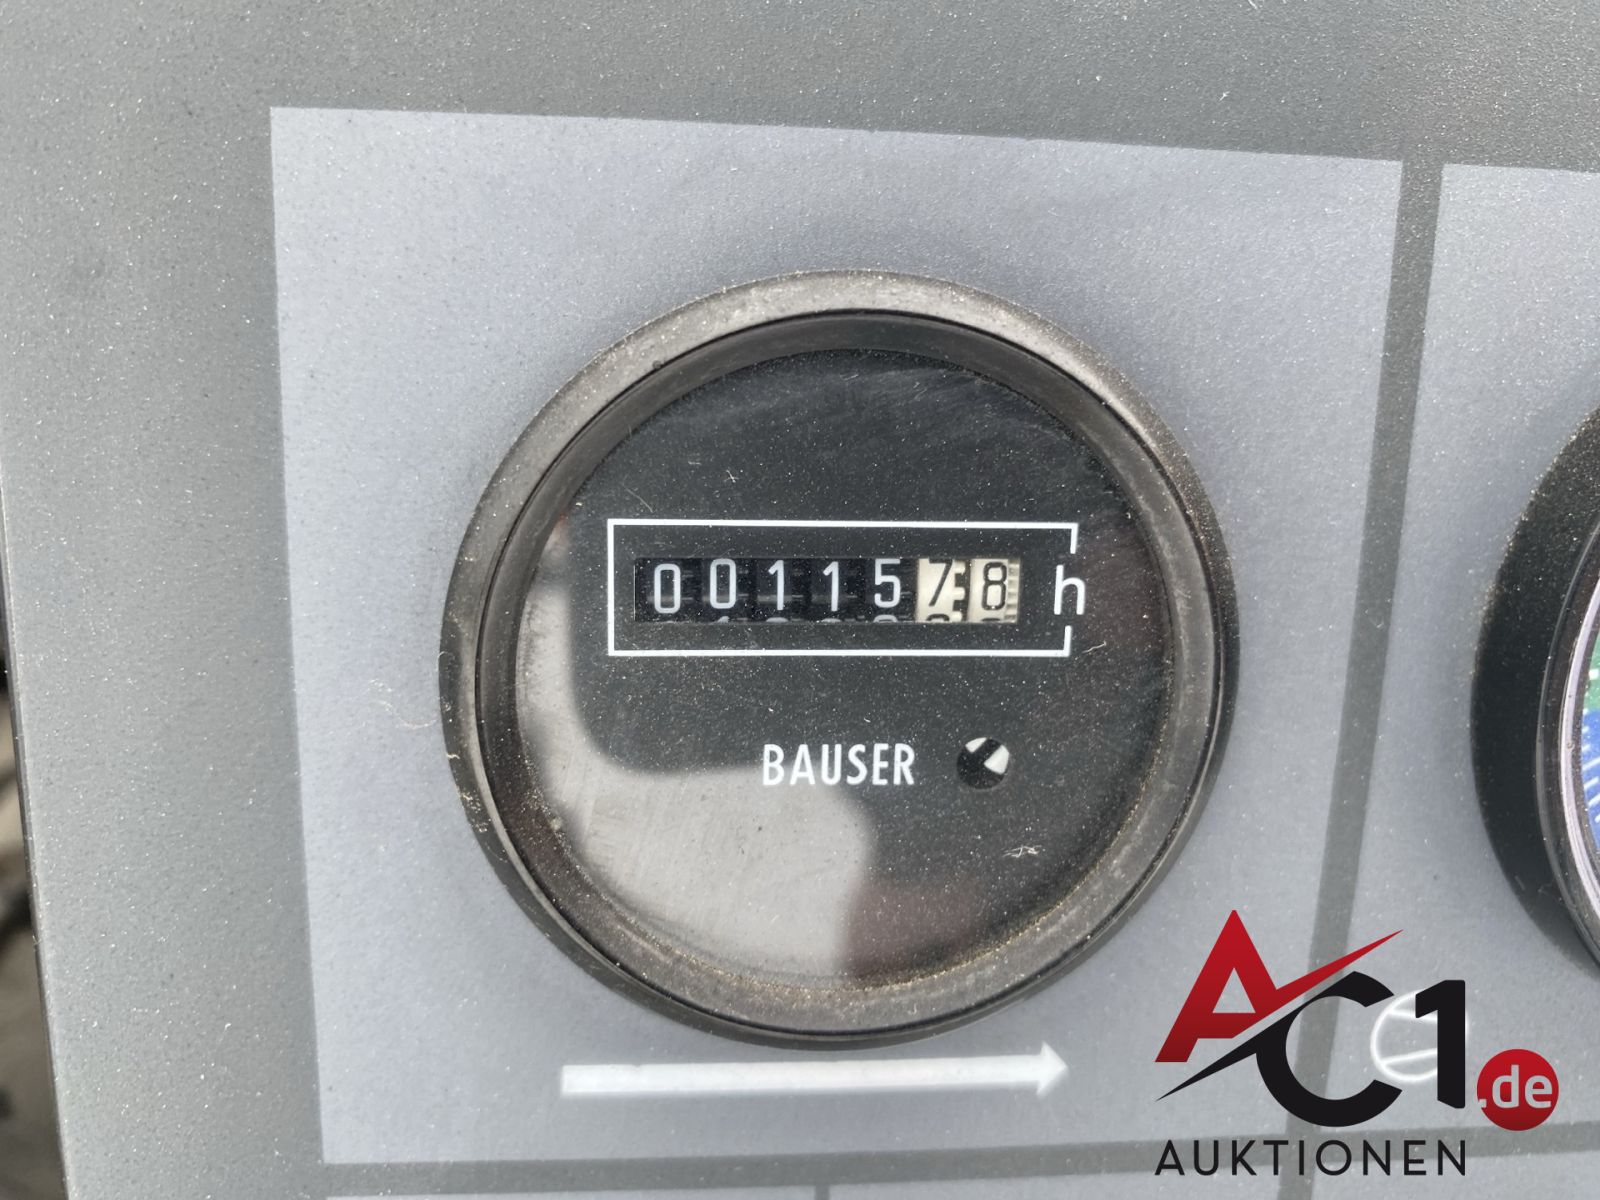 0011578 h
BAUSER
AC1.de
AUKTIONEN